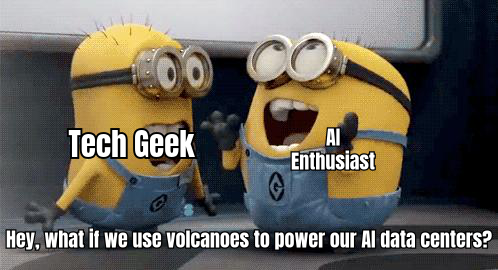 Tech Geek
AI
Enthusiast
Hey, what if we use volcanoes to power our AI data centers?